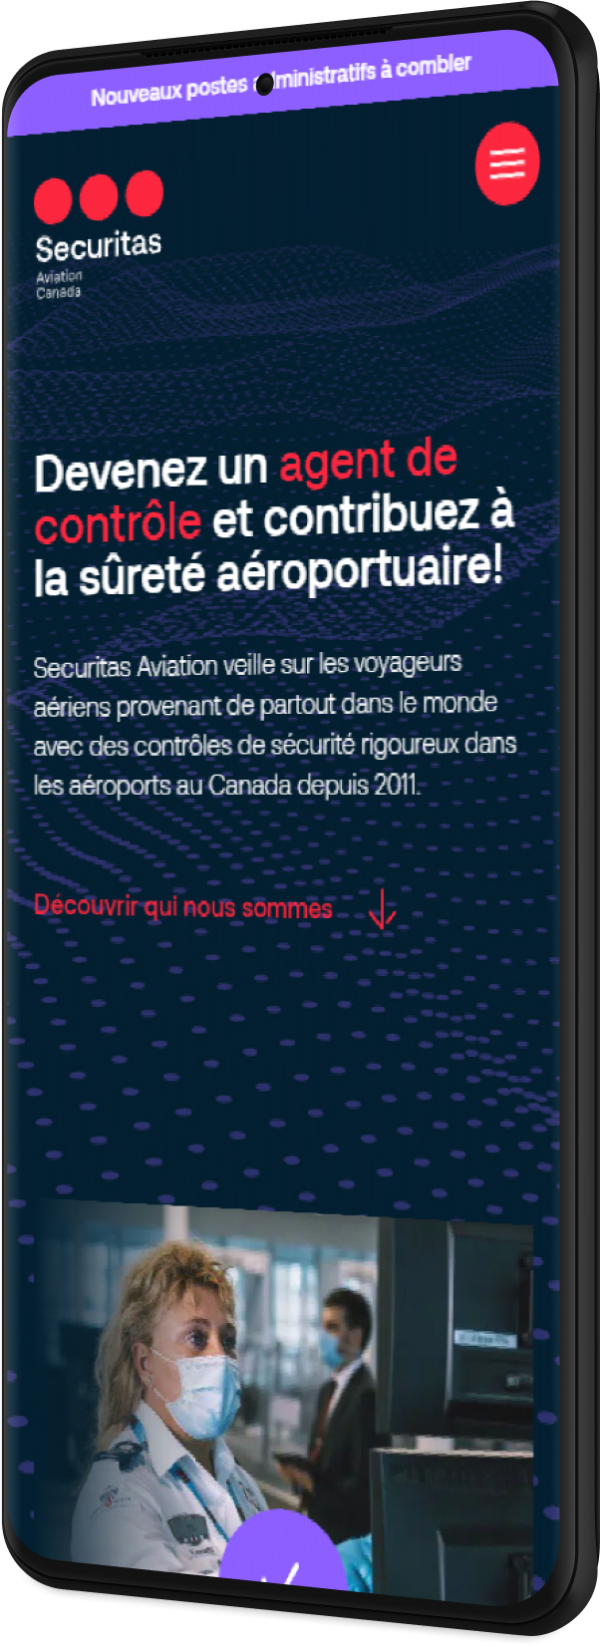 Nouveaux postes administratifs à combler
Securitas
Aviation
Canada
Devenez un agent de
contrôle et contribuez à
la sûreté aéroportuaire!
Securitas Aviation veille sur les voyageurs
aériens provenant de partout dans le monde
avec des contrôles de sécurité rigoureux dans
les aéroports au Canada depuis 2011.
Découvrir qui nous sommes